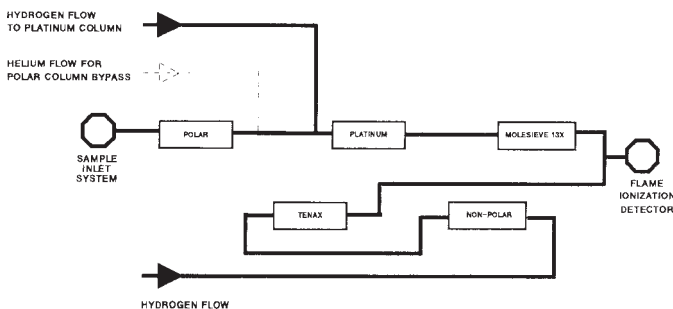 HYDROGEN FLOW
TO PLATINUM COLUMN
HELIUM FLOW FOR
POLAR COLUMN BYPASS
POLAR
PLATINUM
MOLESIEVE 13X
SAMPLE
INLET
SYSTEM
FLAME
IONIZATION
DETECTOR
TENAX
NON-POLAR
HYDROGEN FLOW